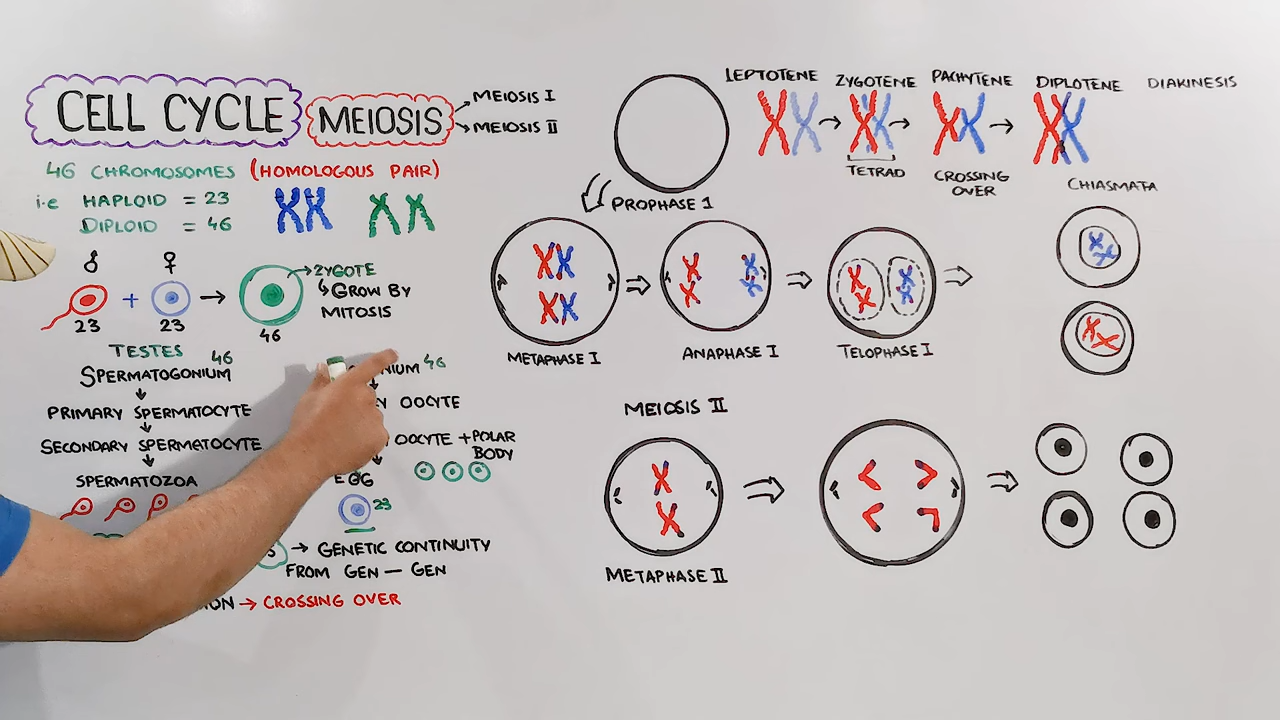 CELL CYCLE
MEIOSIS
MEIOSIS I
MEIOSIS II
46 CHROMOSOMES (HOMOLOGOUS PAIR)
i.e HAPLOID = 23
DIPLOID = 46
♂ ♀
23 + 23 → 46
→ ZYGOTE
↳ GROW BY
MITOSIS
TESTES
SPERMATOGONIUM 46
↓
PRIMARY SPERMATOCYTE
↓
SECONDARY SPERMATOCYTE
↓
SPERMATOZOA
46
OOCYTE
OOCYTE + POLAR
BODY
EGG
23
→ GENETIC CONTINUITY
FROM GEN — GEN
→ CROSSING OVER
LEPTOTENE ZYGOTENE PACHYTENE DIPLOTENE DIAKINESIS
TETRAD
CROSSING
OVER
CHIASMATA
PROPHASE 1
METAPHASE I
ANAPHASE I
TELOPHASE I
MEIOSIS II
METAPHASE II